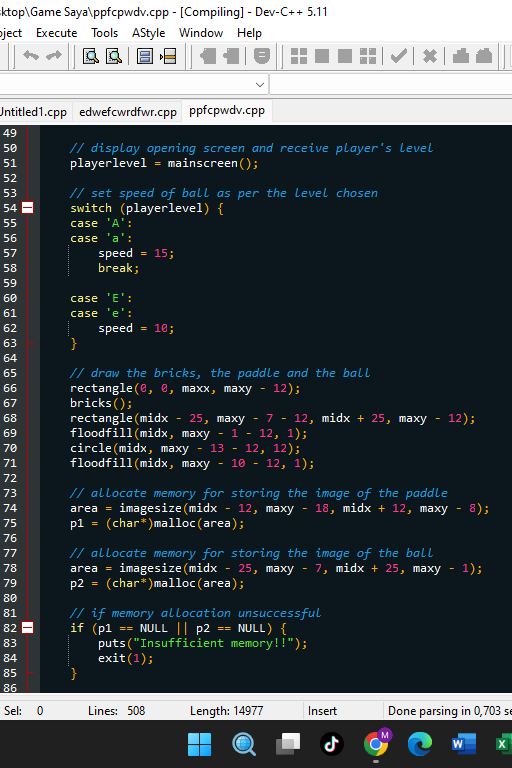 sktop\Game Saya\ppfcpwdv.cpp - [Compiling] - Dev-C++ 5.11
oject Execute Tools AStyle Window Help
Untitled1.cpp edwefcwrdfwr.cpp ppfcpwdv.cpp
49
50 // display opening screen and receive player's level
51 playerlevel = mainscreen();
52
53 // set speed of ball as per the level chosen
54 switch (playerlevel) {
55 case 'A':
56 case 'a':
57 speed = 15;
58 break;
59
60 case 'E':
61 case 'e':
62 speed = 10;
63 }
64
65 // draw the bricks, the paddle and the ball
66 rectangle(0, 0, maxx, maxy - 12);
67 bricks();
68 rectangle(midx - 25, maxy - 7 - 12, midx + 25, maxy - 12);
69 floodfill(midx, maxy - 1 - 12, 1);
70 circle(midx, maxy - 13 - 12, 12);
71 floodfill(midx, maxy - 10 - 12, 1);
72
73 // allocate memory for storing the image of the paddle
74 area = imagesize(midx - 12, maxy - 18, midx + 12, maxy - 8);
75 p1 = (char*)malloc(area);
76
77 // allocate memory for storing the image of the ball
78 area = imagesize(midx - 25, maxy - 7, midx + 25, maxy - 1);
79 p2 = (char*)malloc(area);
80
81 // if memory allocation unsuccessful
82 if (p1 == NULL || p2 == NULL) {
83 puts("Insufficient memory!!");
84 exit(1);
85 }
86
Sel: 0 Lines: 508 Length: 14977 Insert Done parsing in 0,703 se
M
W X